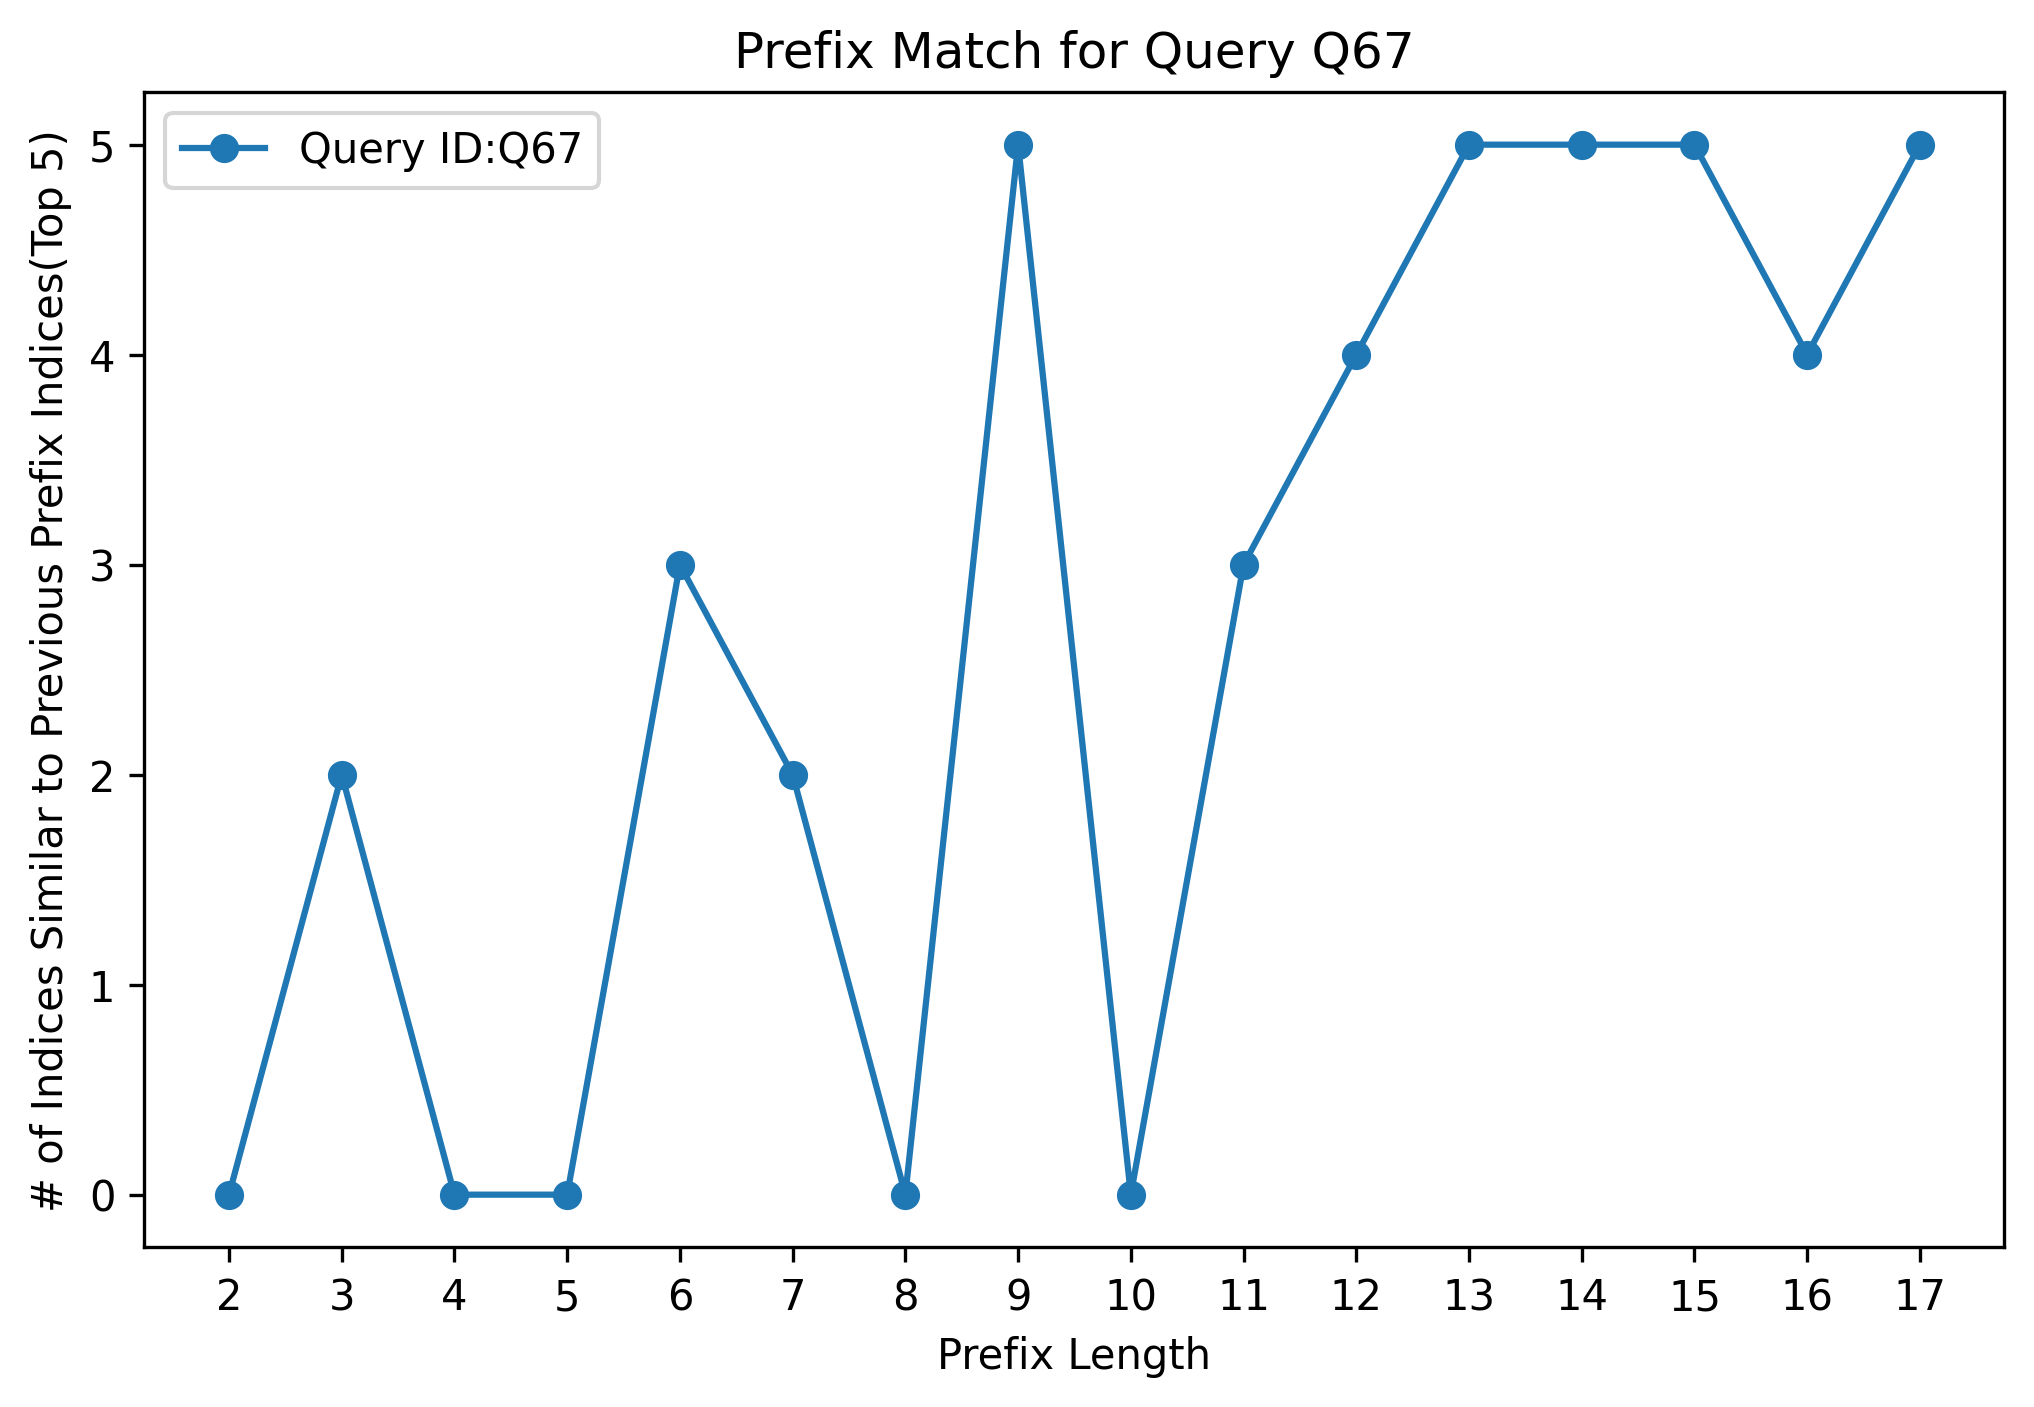 Prefix Match for Query Q67
Query ID:Q67
# of Indices Similar to Previous Prefix Indices(Top 5)
5
4
3
2
1
0
2 3 4 5 6 7 8 9 10 11 12 13 14 15 16 17
Prefix Length